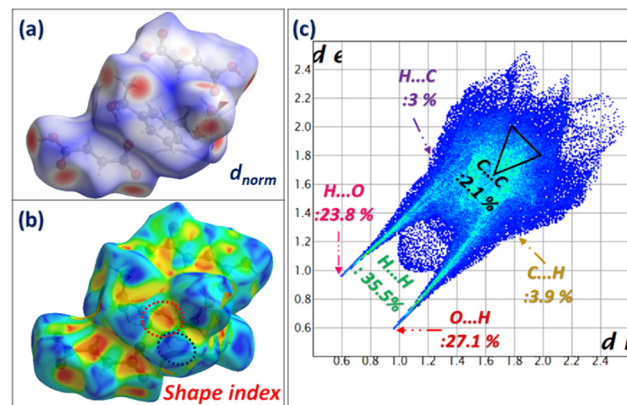 (a)
d norm
(b)
Shape index
(c)
d e
2.4
2.2
2.0
1.8
1.6
1.4
1.2
1.0
0.8
0.6
H...C
:3 %
C...C
:2.1 %
H...O
:23.8 %
H...H
:35.5%
C...H
:3.9 %
O...H
:27.1 %
0.6 0.8 1.0 1.2 1.4 1.6 1.8 2.0 2.2 2.4